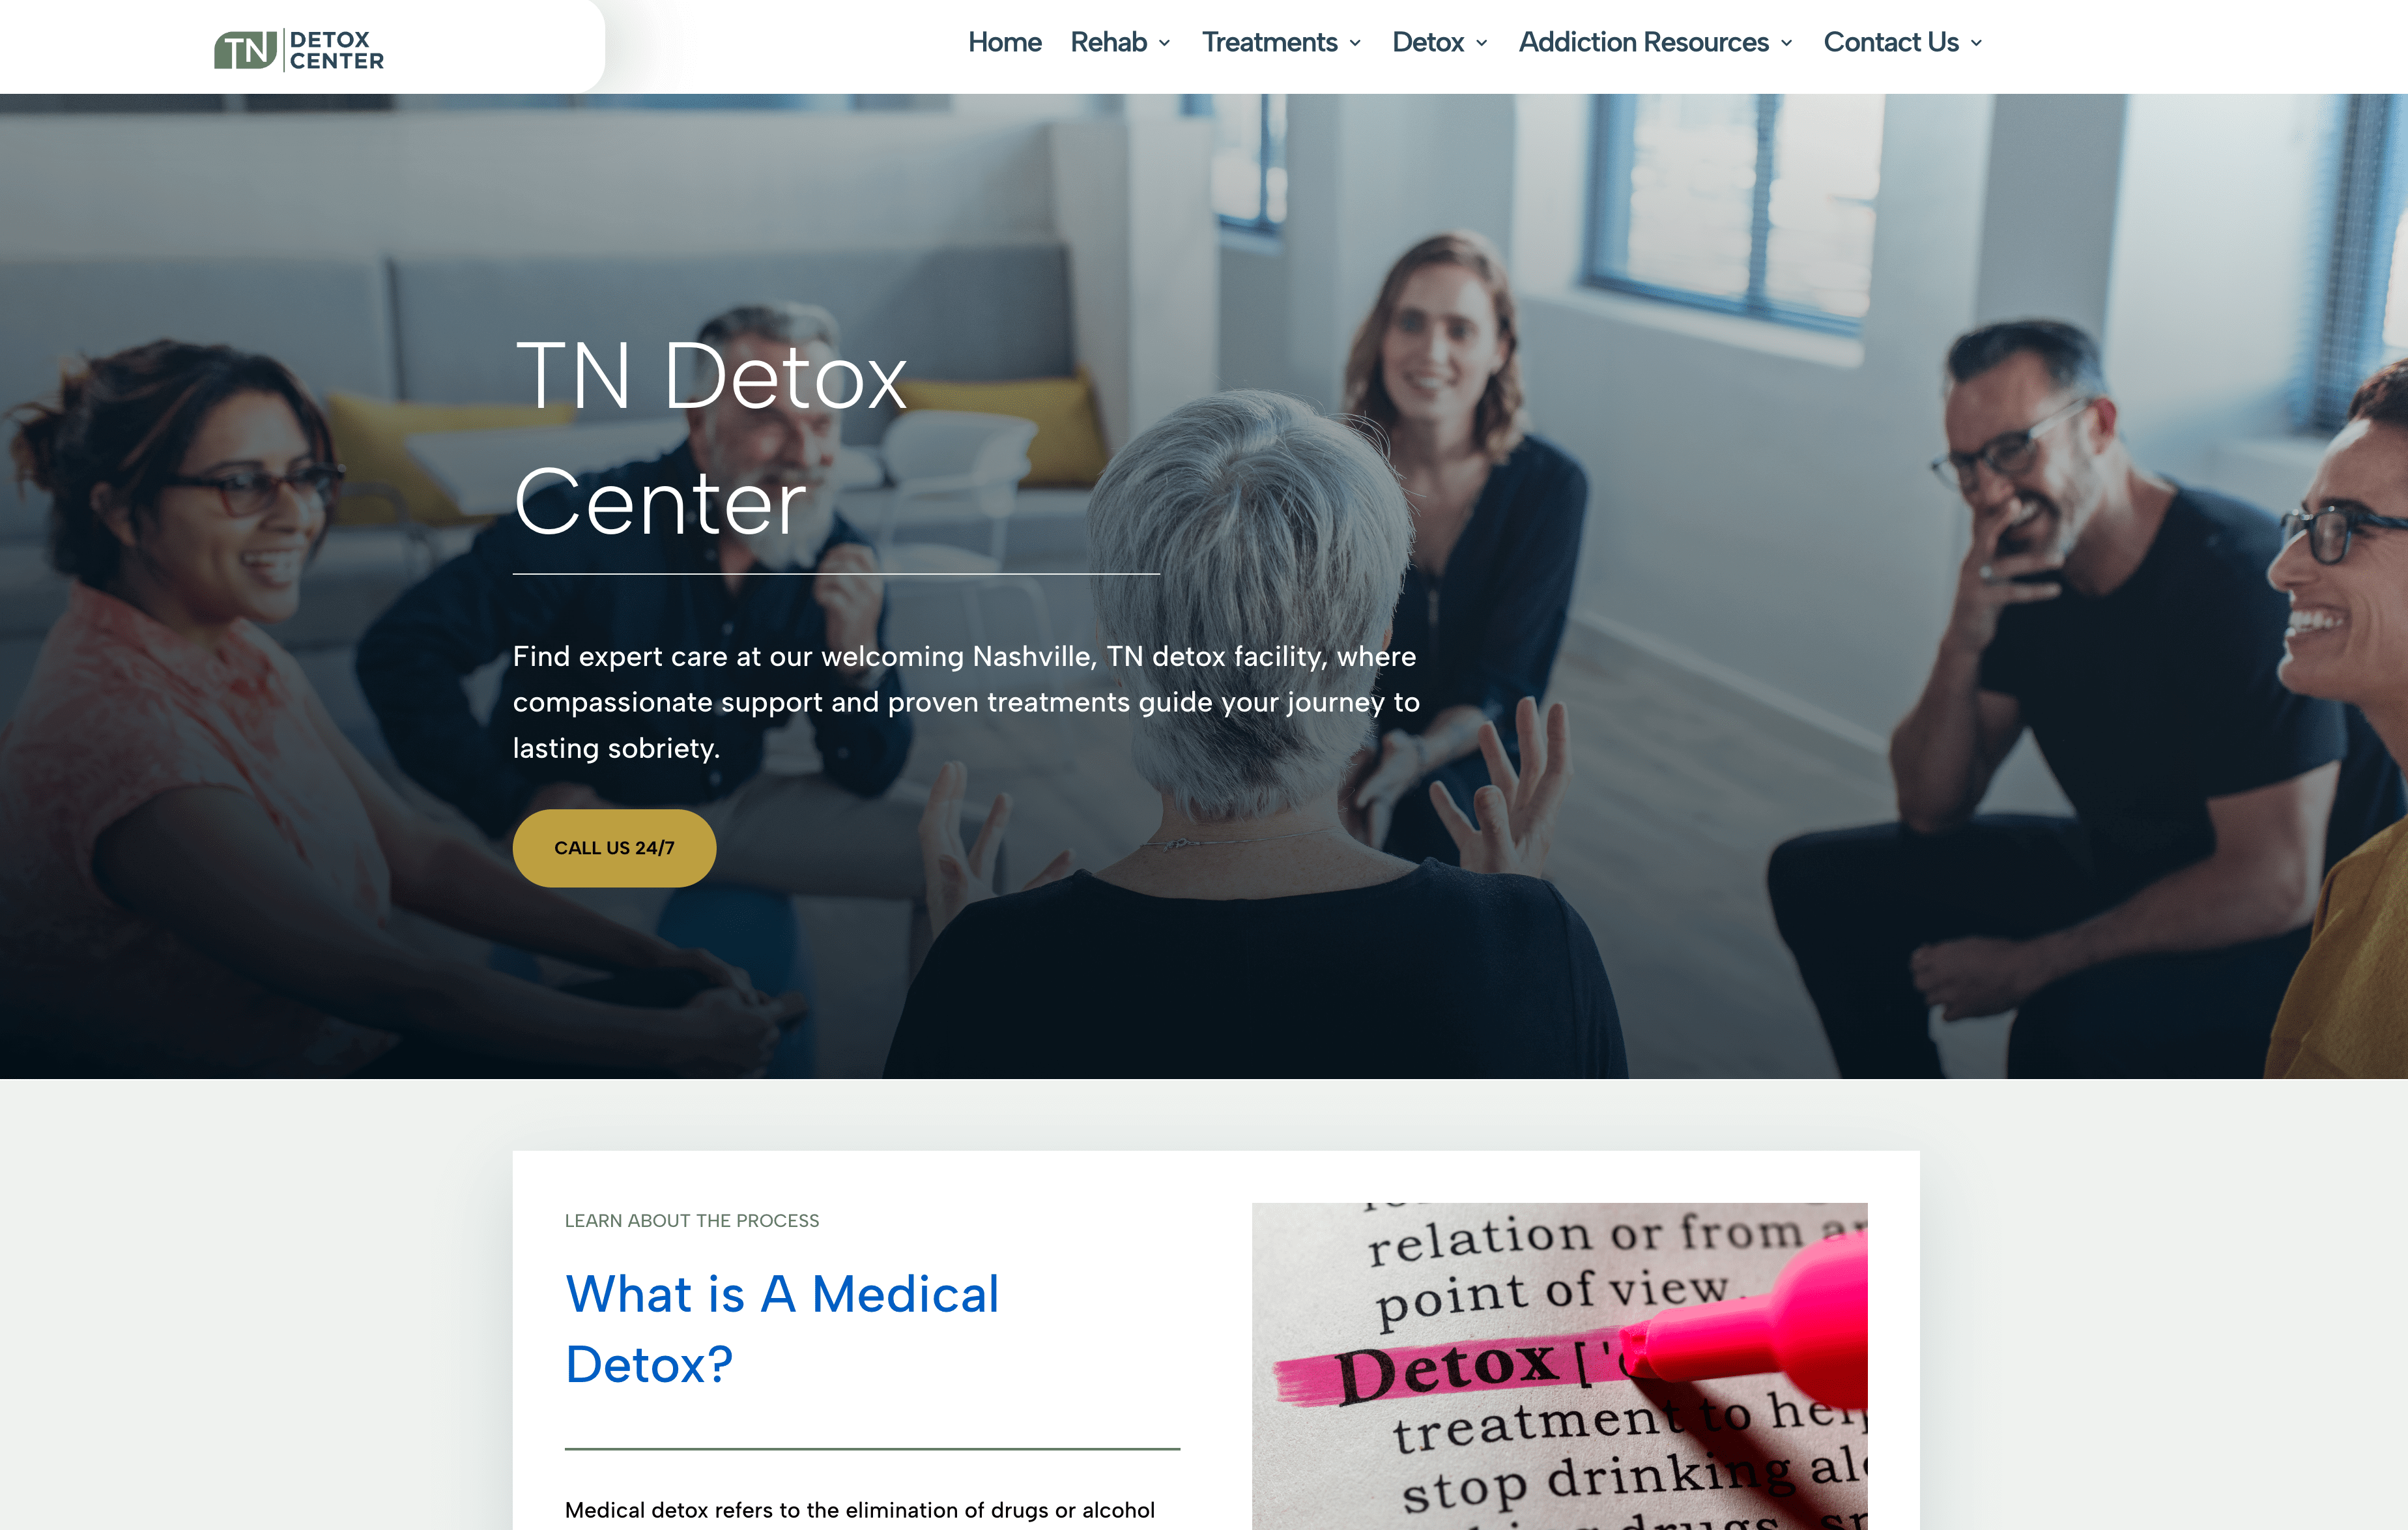 TN DETOX
CENTER
Home Rehab Treatments Detox Addiction Resources Contact Us
TN Detox
Center
Find expert care at our welcoming Nashville, TN detox facility, where
compassionate support and proven treatments guide your journey to
lasting sobriety.
CALL US 24/7
LEARN ABOUT THE PROCESS
What is A Medical
Detox?
Medical detox refers to the elimination of drugs or alcohol
relation or from
point of view.
Detox ['
treatment to
stop drinking
drugs,